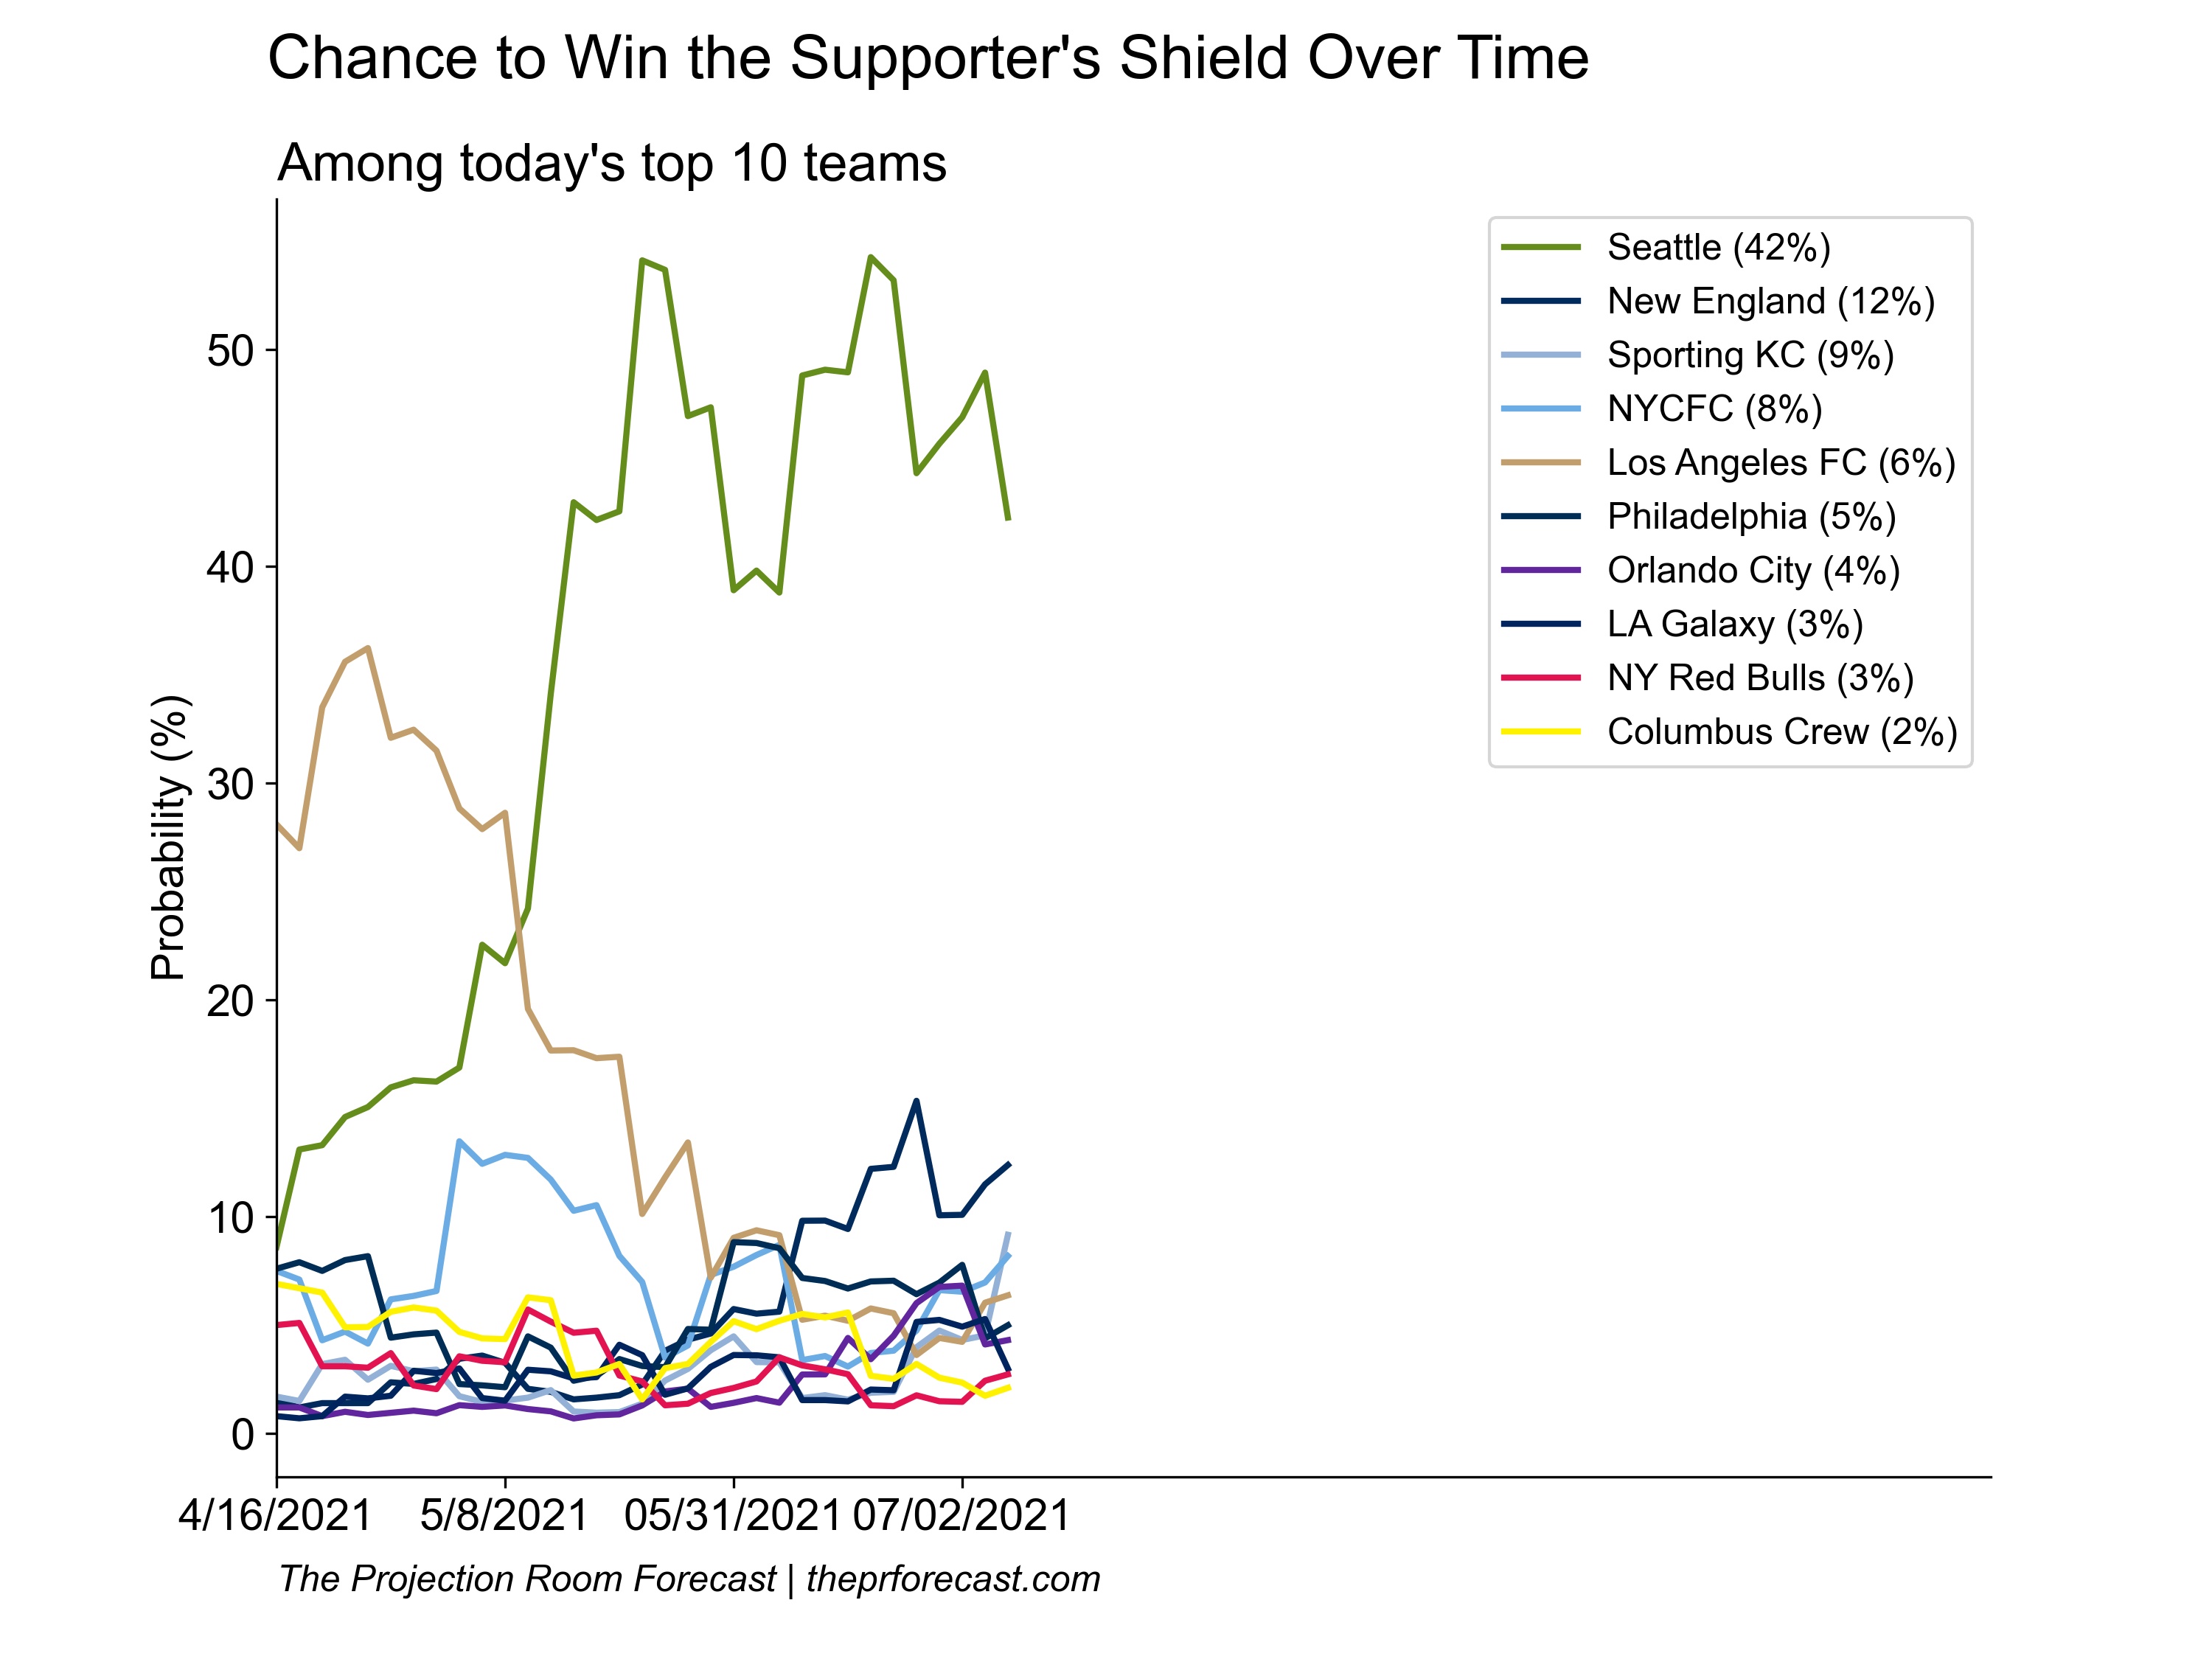 Chance to Win the Supporter's Shield Over Time
Among today's top 10 teams
Seattle (42%)
New England (12%)
Sporting KC (9%)
NYCFC (8%)
Los Angeles FC (6%)
Philadelphia (5%)
Orlando City (4%)
LA Galaxy (3%)
NY Red Bulls (3%)
Columbus Crew (2%)
Probability (%)
50
40
30
20
10
0
4/16/2021 5/8/2021 05/31/2021 07/02/2021
The Projection Room Forecast | theprforecast.com